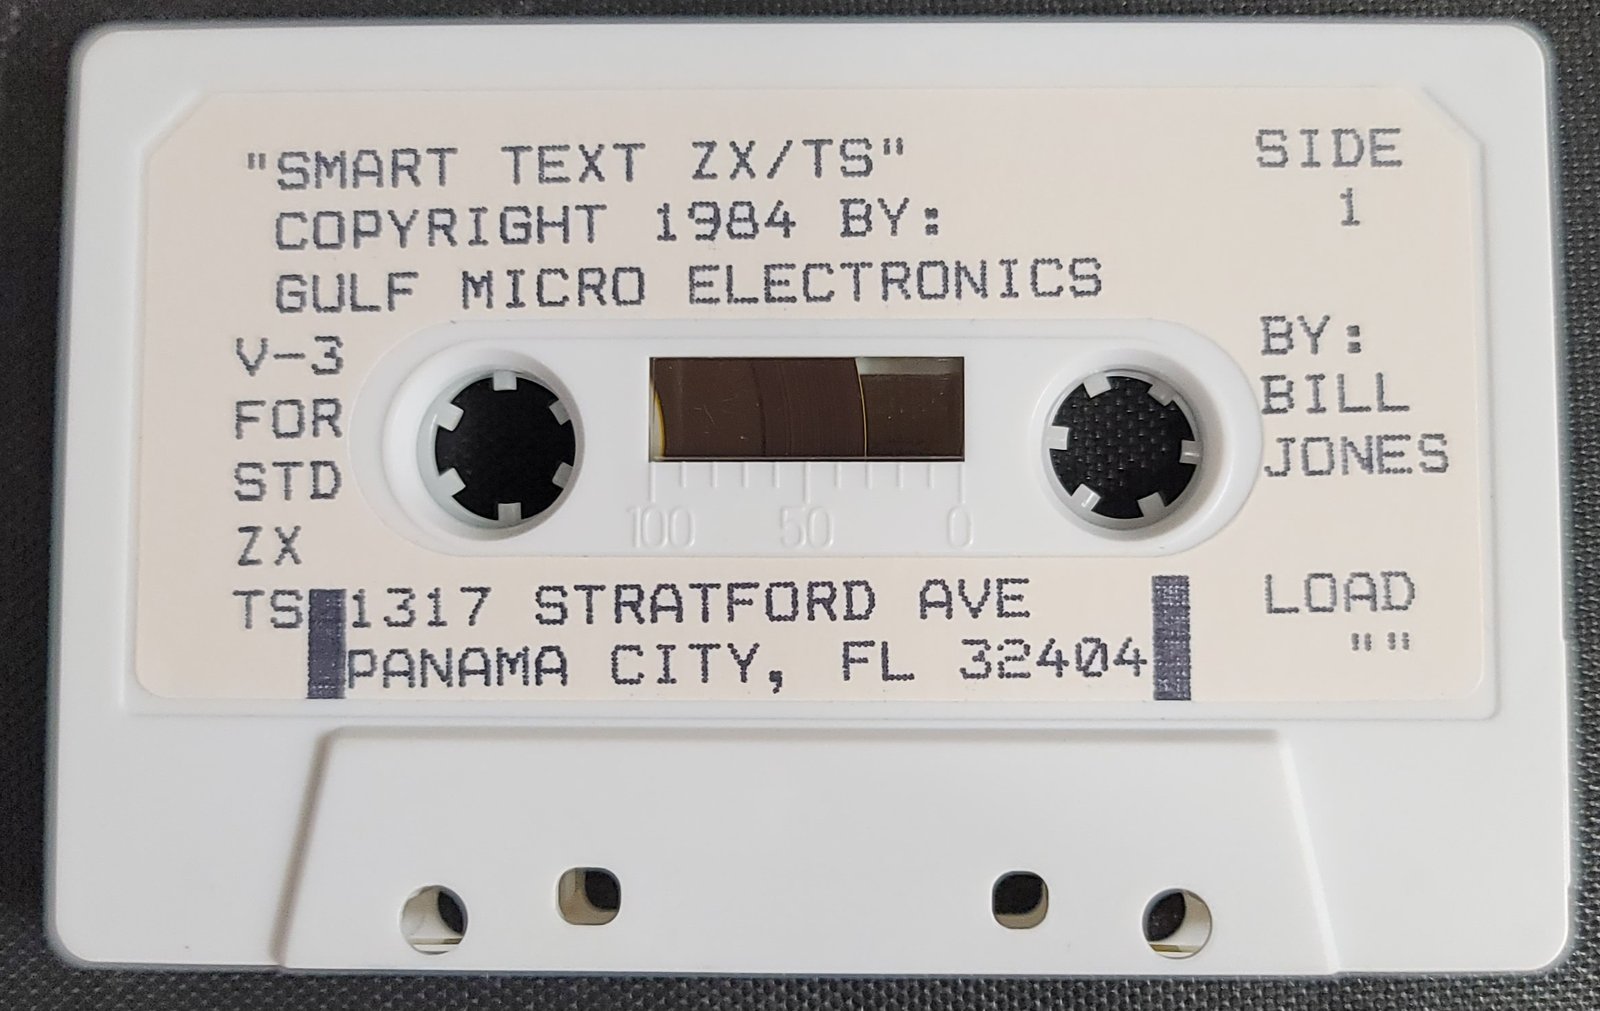 "SMART TEXT ZX/TS"
COPYRIGHT 1984 BY:
GULF MICRO ELECTRONICS
SIDE
1
V-3
FOR
STD
ZX
TS
BY:
BILL
JONES
100 50 0
1317 STRATFORD AVE
PANAMA CITY, FL 32404
LOAD
""